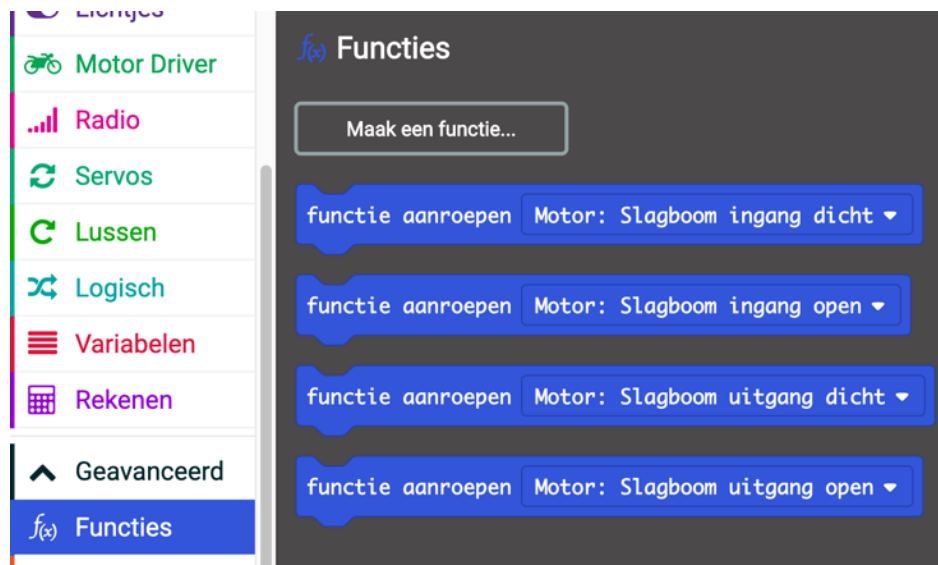 Lichtjes
Motor Driver
Radio
Servos
Lussen
Logisch
Variabelen
Rekenen
Geavanceerd
f(x) Functies
f(x) Functies
Maak een functie...
functie aanroepen Motor: Slagboom ingang dicht
functie aanroepen Motor: Slagboom ingang open
functie aanroepen Motor: Slagboom uitgang dicht
functie aanroepen Motor: Slagboom uitgang open